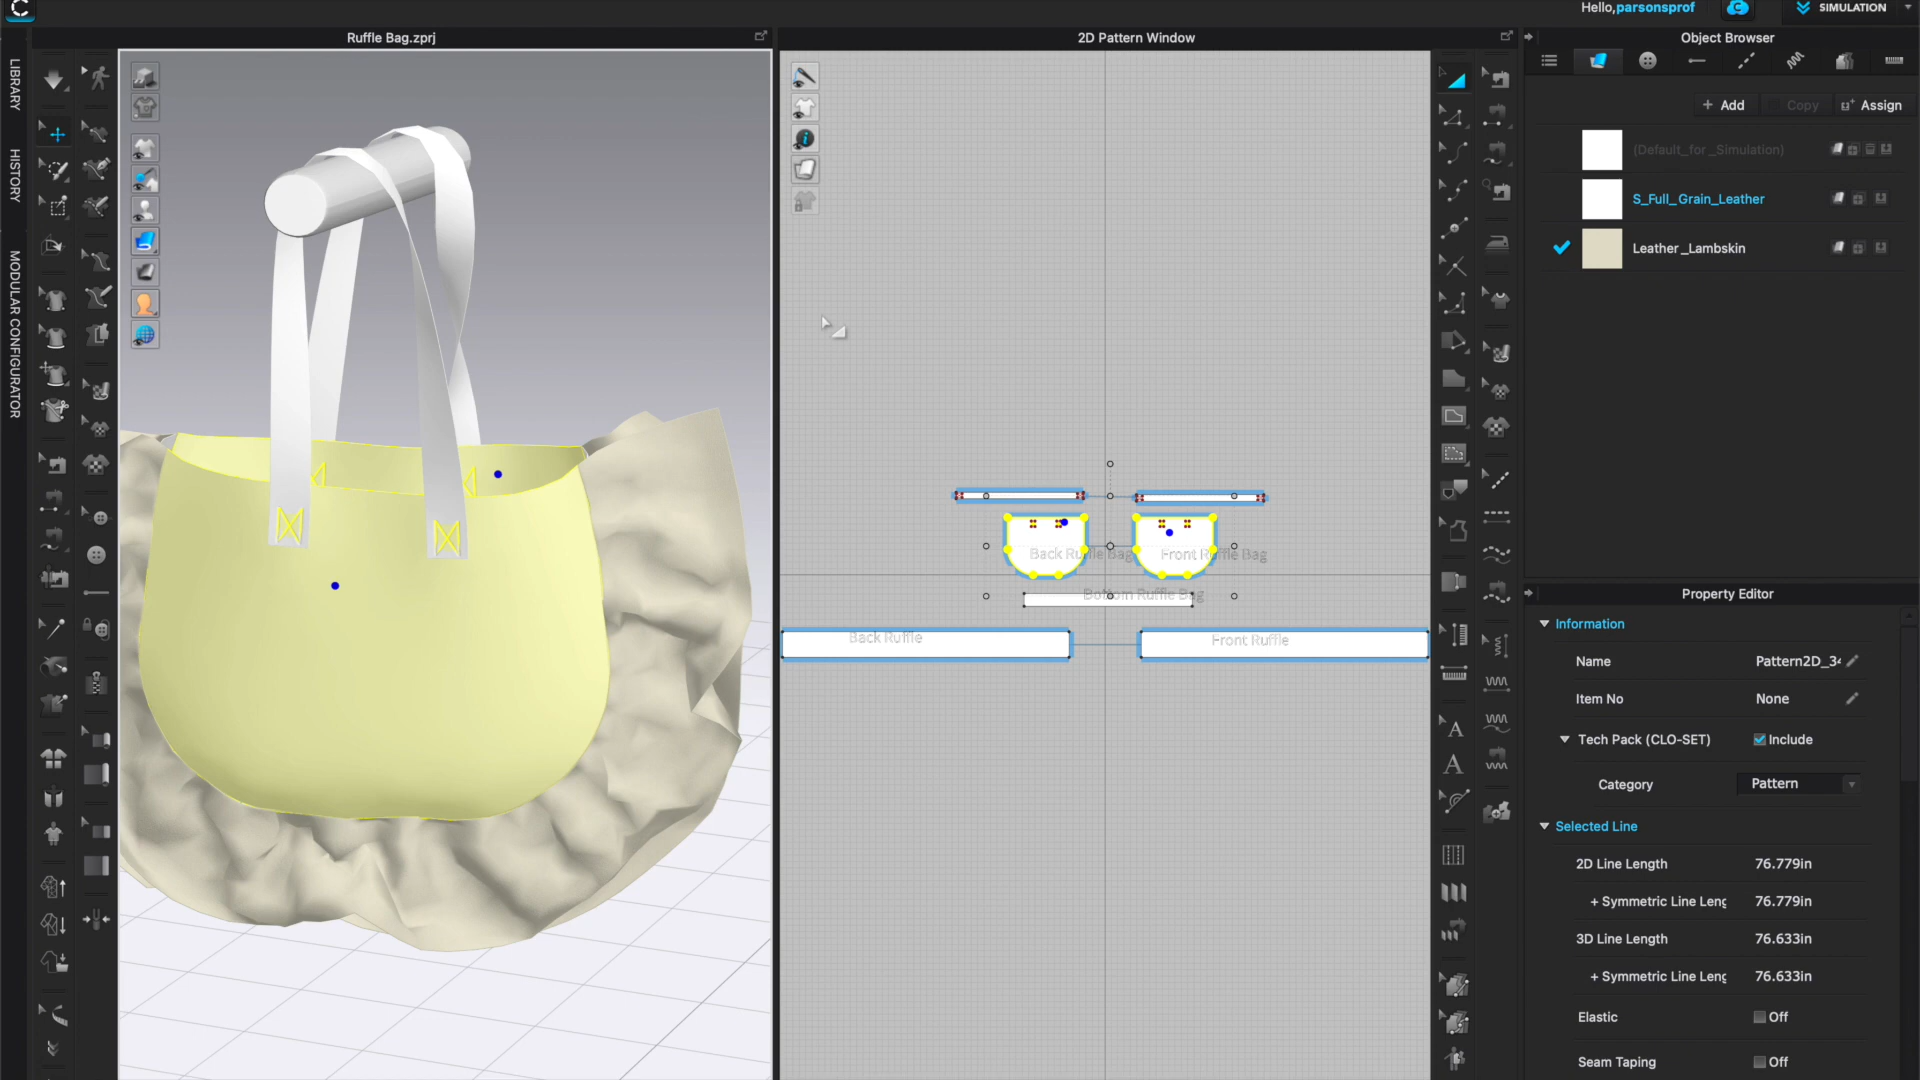 Hello,parsonsprof
SIMULATION
Ruffle Bag.zprj
2D Pattern Window
Object Browser
LIBRARY
HISTORY
MODULAR CONFIGURATOR
+ Add
Copy
Assign
(Default_for_Simulation)
S_Full_Grain_Leather
Leather_Lambskin
Back Ruffle Bag
Front Ruffle Bag
Bottom Ruffle Bag
Back Ruffle
Front Ruffle
Property Editor
Information
Name
Pattern2D_34
Item No
None
Tech Pack (CLO-SET)
Include
Category
Pattern
Selected Line
2D Line Length
76.779in
+ Symmetric Line Leng
76.779in
3D Line Length
76.633in
+ Symmetric Line Leng
76.633in
Elastic
Off
Seam Taping
Off